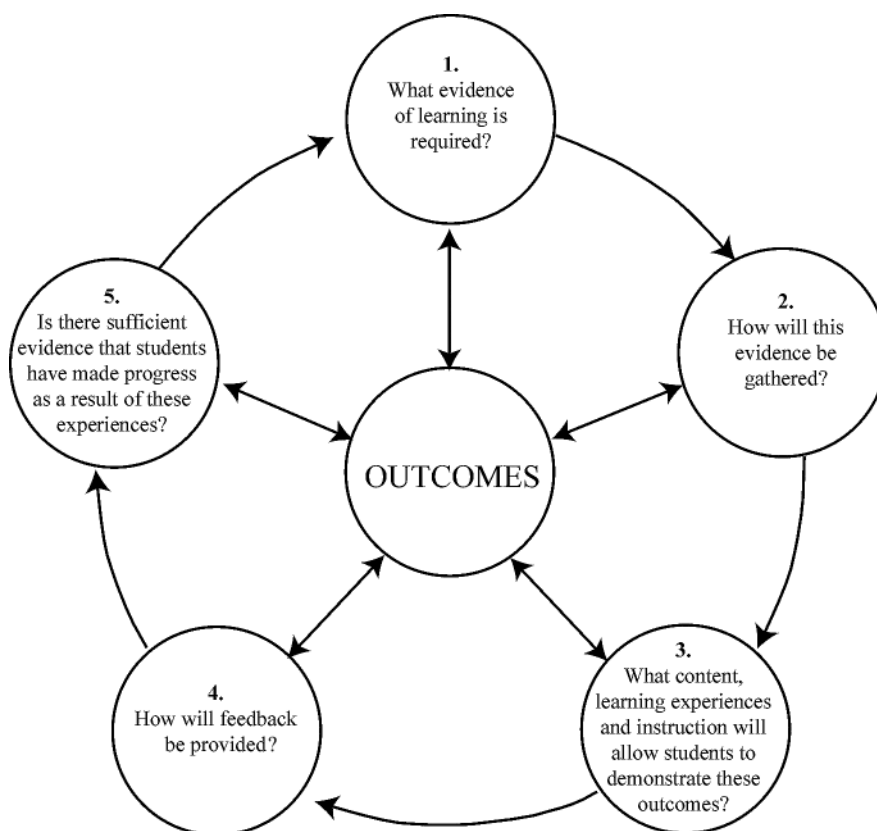 1.
What evidence
of learning is
required?
2.
How will this
evidence be
gathered?
3.
What content,
learning experiences
and instruction will
allow students to
demonstrate these
outcomes?
4.
How will feedback
be provided?
5.
Is there sufficient
evidence that students
have made progress
as a result of these
experiences?
OUTCOMES